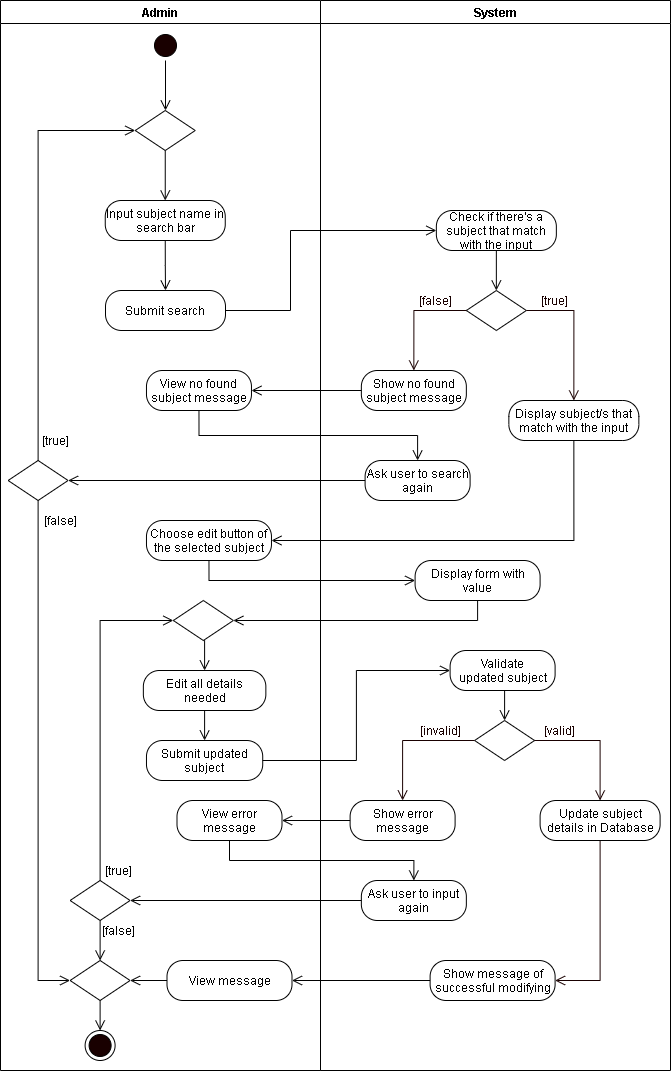 Admin
System
Input subject name in
search bar
Check if there's a
subject that match
with the input
Submit search
[false]
[true]
View no found
subject message
Show no found
subject message
Display subject/s that
match with the input
[true]
Ask user to search
again
[false]
Choose edit button of
the selected subject
Display form with
value
Edit all details
needed
Validate
updated subject
Submit updated
subject
[invalid]
[valid]
View error
message
Show error
message
Update subject
details in Database
[true]
Ask user to input
again
[false]
View message
Show message of
successful modifying